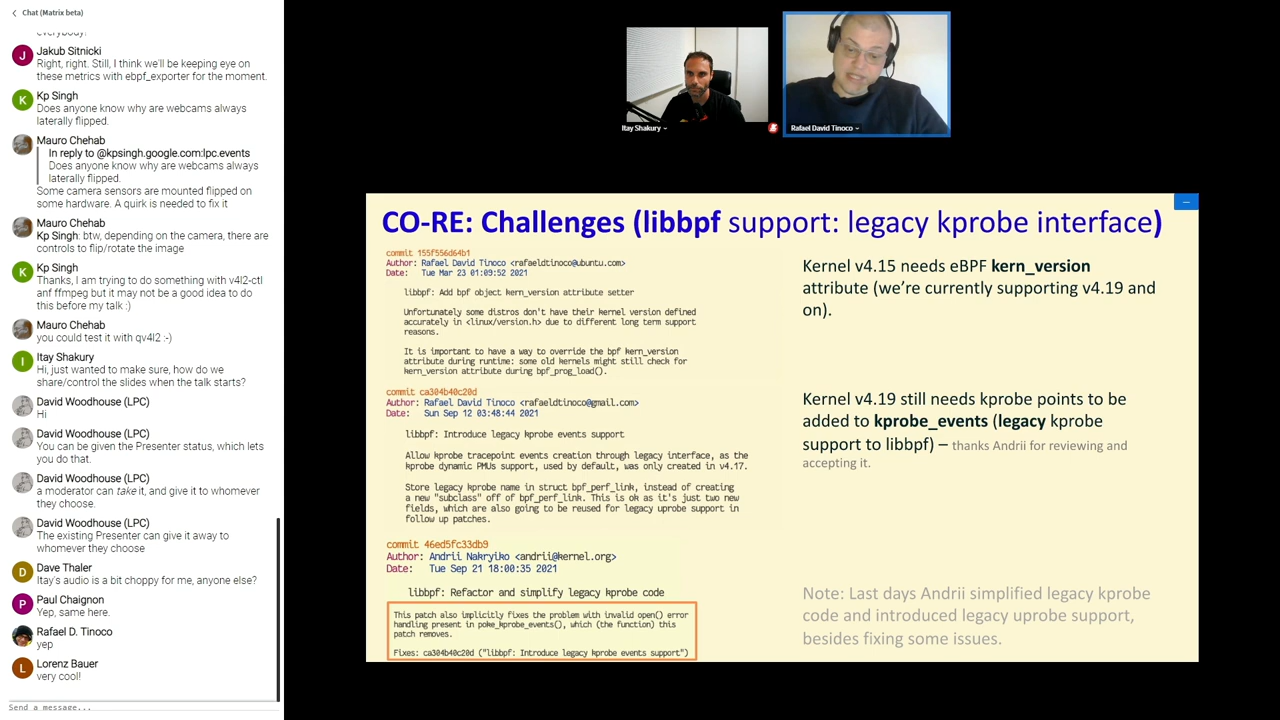 Chat (Matrix beta)
everybody!
J
Jakub Sitnicki
Right, right. Still, I think we'll be keeping eye on
these metrics with ebpf_exporter for the moment.
K
Kp Singh
Does anyone know why are webcams always
laterally flipped.
Mauro Chehab
In reply to @kpsingh.google.com:lpc.events
Does anyone know why are webcams always
laterally flipped.
Some camera sensors are mounted flipped on
some hardware. A quirk is needed to fix it
Mauro Chehab
Kp Singh: btw, depending on the camera, there are
controls to flip/rotate the image
K
Kp Singh
Thanks, I am trying to do something with v4l2-ctl
anf ffmpeg but it may not be a good idea to do
this before my talk :)
Mauro Chehab
you could test it with qv4l2 :-)
I
Itay Shakury
Hi, just wanted to make sure, how do we
share/control the slides when the talk starts?
David Woodhouse (LPC)
Hi
David Woodhouse (LPC)
You can be given the Presenter status, which lets
you do that.
David Woodhouse (LPC)
a moderator can take it, and give it to whomever
they choose.
David Woodhouse (LPC)
The existing Presenter can give it away to
whomever they choose
D
Dave Thaler
Itay's audio is a bit choppy for me, anyone else?
P
Paul Chaignon
Yep, same here.
Rafael D. Tinoco
yep
L
Lorenz Bauer
very cool!
Send a message...
Itay Shakury
Rafael David Tinoco
CO-RE: Challenges (libbpf support: legacy kprobe interface)
commit 155f556d64b1
Author: Rafael David Tinoco <rafaeldtinoco@ubuntu.com>
Date: Tue Mar 23 01:09:52 2021
libbpf: Add bpf object kern_version attribute setter
Unfortunately some distros don't have their kernel version defined
accurately in <linux/version.h> due to different long term support
reasons.
It is important to have a way to override the bpf kern_version
attribute during runtime: some old kernels might still check for
kern_version attribute during bpf_prog_load().
commit ca304b40c20d
Author: Rafael David Tinoco <rafaeldtinoco@gmail.com>
Date: Sun Sep 12 03:48:44 2021
libbpf: Introduce legacy kprobe events support
Allow kprobe tracepoint events creation through legacy interface, as the
kprobe dynamic PMUs support, used by default, was only created in v4.17.
Store legacy kprobe name in struct bpf_perf_link, instead of creating
a new "subclass" off of bpf_perf_link. This is ok as it's just two new
fields, which are also going to be reused for legacy uprobe support in
follow up patches.
commit 46ed5fc33db9
Author: Andrii Nakryiko <andrii@kernel.org>
Date: Tue Sep 21 18:00:35 2021
libbpf: Refactor and simplify legacy kprobe code
This patch also implicitly fixes the problem with invalid open() error
handling present in poke_kprobe_events(), which (the function) this
patch removes.
Fixes: ca304b40c20d ("libbpf: Introduce legacy kprobe events support")
Kernel v4.15 needs eBPF kern_version
attribute (we're currently supporting v4.19 and
on).
Kernel v4.19 still needs kprobe points to be
added to kprobe_events (legacy kprobe
support to libbpf) – thanks Andrii for reviewing and
accepting it.
Note: Last days Andrii simplified legacy kprobe
code and introduced legacy uprobe support,
besides fixing some issues.